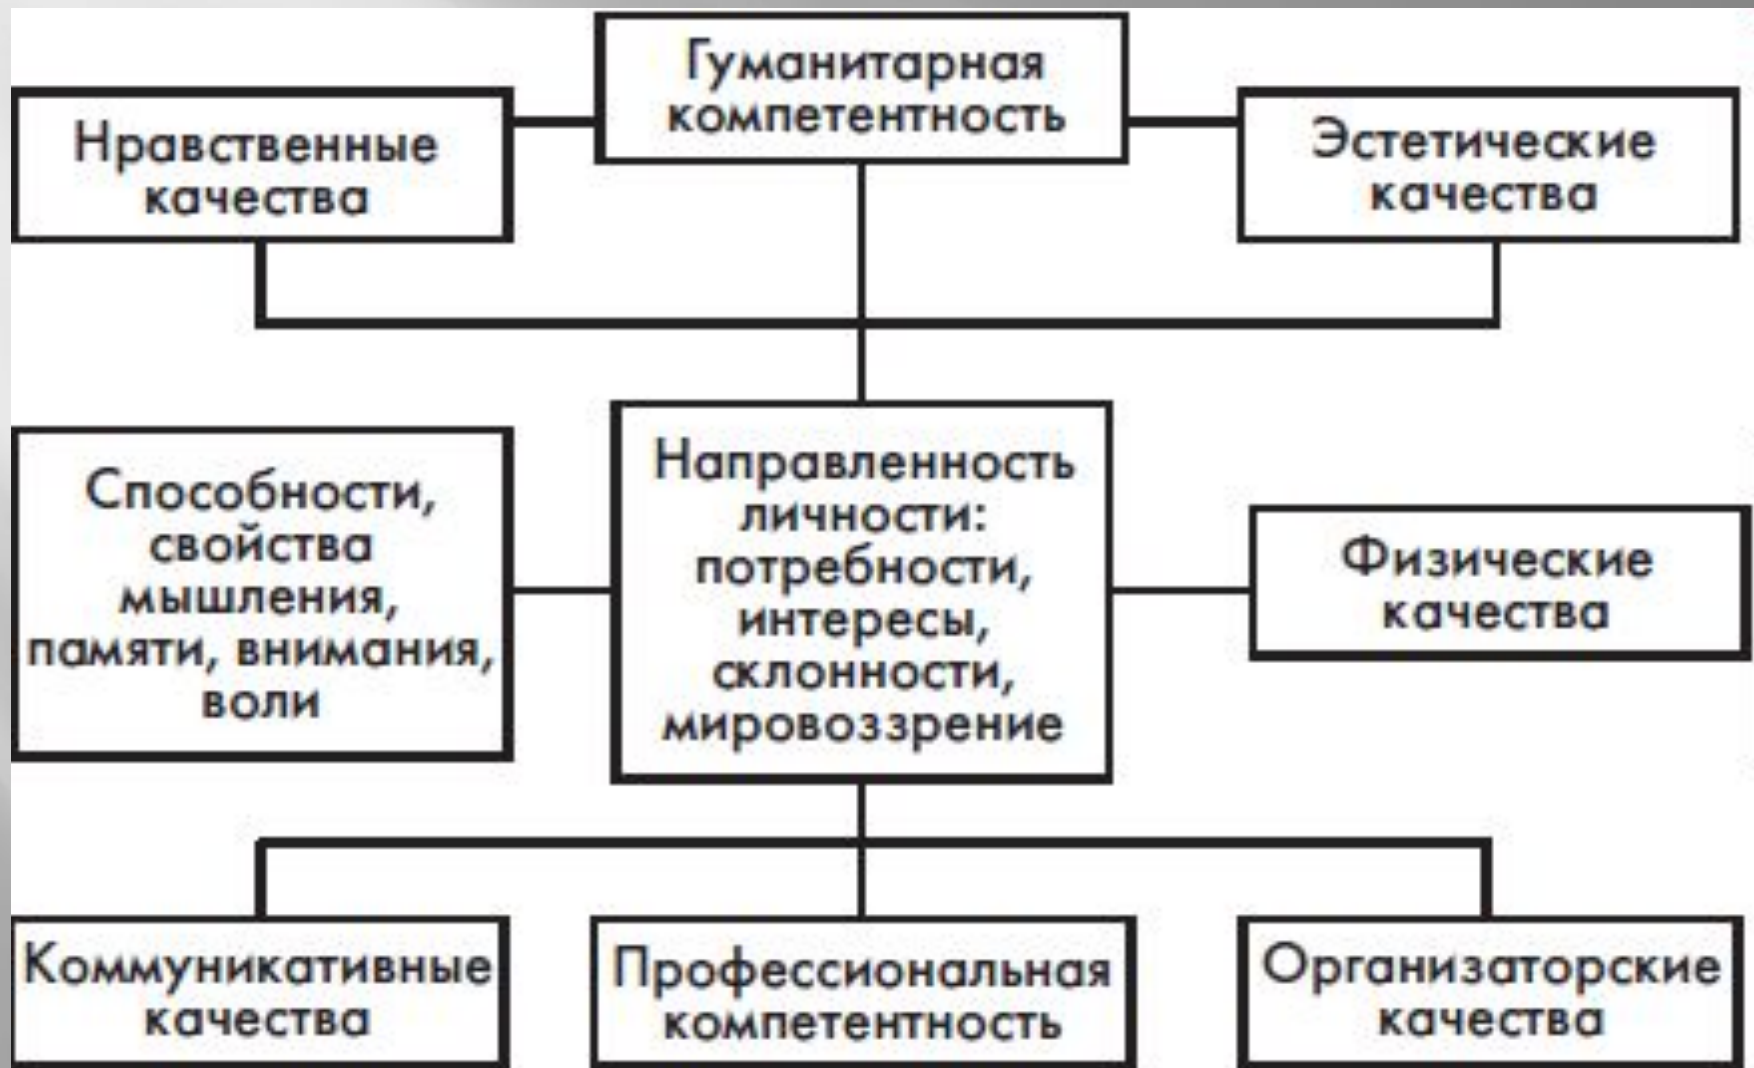 Гуманитарная
компетентность
Нравственные
качества
Эстетические
качества
Способности,
свойства
мышления,
памяти, внимания,
воли
Направленность
личности:
потребности,
интересы,
склонности,
мировоззрение
Физические
качества
Коммуникативные
качества
Профессиональная
компетентность
Организаторские
качества